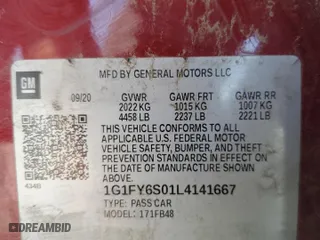 MFD BY GENERAL MOTORS LLC
GM
09/20 GVWR GAWR FRT GAWR RR
2022 KG 1015 KG 1007 KG
4458 LB 2237 LB 2221 LB
THIS VEHICLE CONFORMS TO ALL APPLICABLE
U.S. FEDERAL MOTOR
VEHICLE SAFETY, BUMPER, AND THEFT
PREVENTION STANDARDS IN EFFECT ON
THE DATE OF MANUFACTURE SHOWN ABOVE.
434B
1G1FY6S01L4141667
TYPE: PASS CAR
MODEL: 1FB48